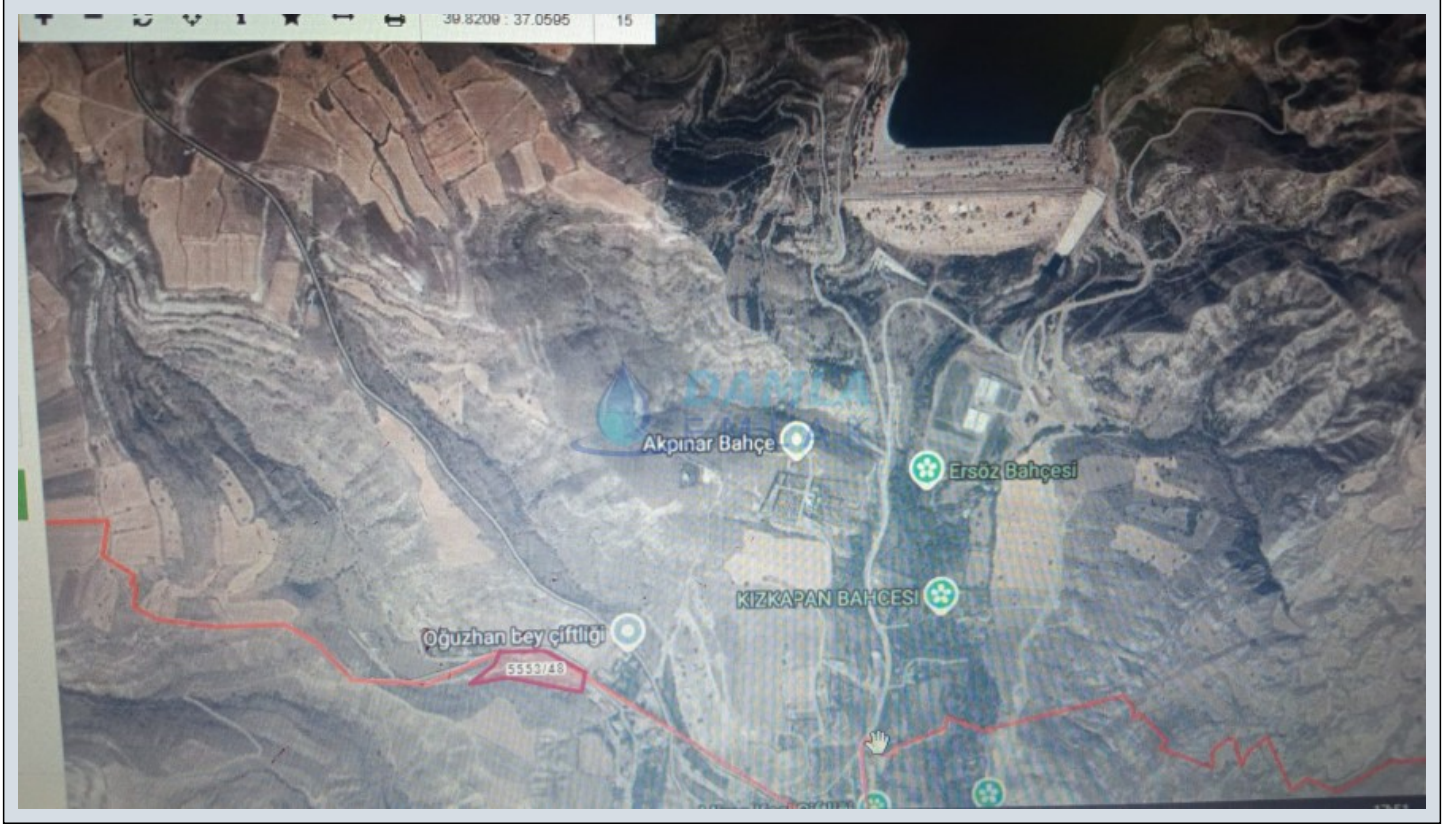 39.8209 : 37.0595
15
DAMLA
EMLAK
Akpınar Bahçe
Ersöz Bahçesi
KIZKAPAN BAHÇESİ
Oğuzhan bey çiftliği
5553/48